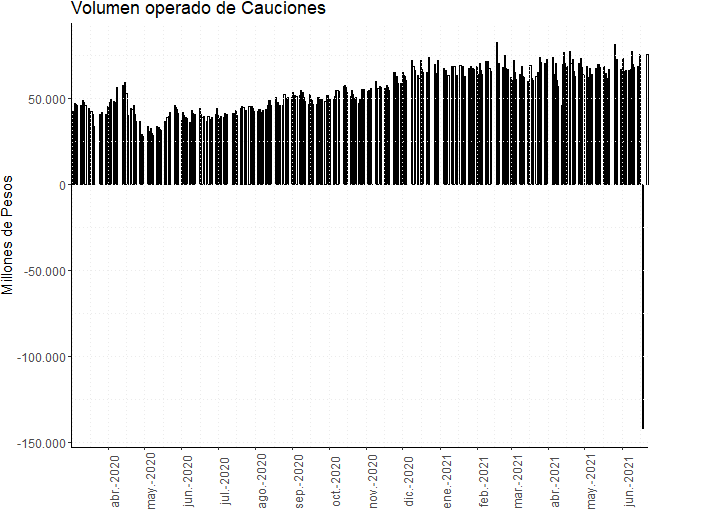 Volumen operado de Cauciones
Millones de Pesos
50.000
0
-50.000
-100.000
-150.000
abr.-2020
may.-2020
jun.-2020
jul.-2020
ago.-2020
sep.-2020
oct.-2020
nov.-2020
dic.-2020
ene.-2021
feb.-2021
mar.-2021
abr.-2021
may.-2021
jun.-2021